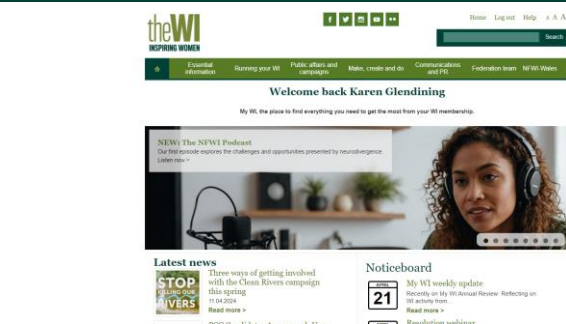 theWI
INSPIRING WOMEN
Home Log out Help A A A
Search
Essential information
Running your WI
Public affairs and campaigns
Make, create and do
Communications and PR
Federation team
NFWI-Wales
Welcome back Karen Glendining
My WI, the place to find everything you need to get the most from your WI membership.
NEW: The NFWI Podcast
Our first episode explores the challenges and opportunities presented by neurodivergence
Listen now >
Latest news
STOP
KILLING OUR
RIVERS
Three ways of getting involved
with the Clean Rivers campaign
this spring
11.04.2024
Read more >
Noticeboard
APRIL
21
My WI weekly update
Recently on My WI Annual Review: Reflecting on
WI activity from...
Read more >
Resolution webinar